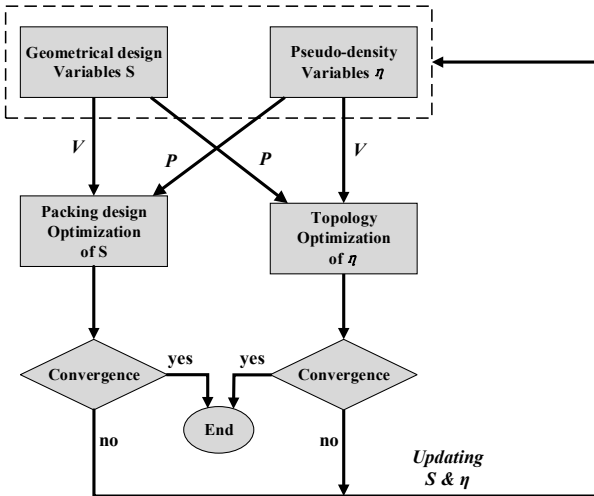 Geometrical design
Variables S
Pseudo-density
Variables η
V
P
P
V
Packing design
Optimization
of S
Topology
Optimization
of η
Convergence
yes
yes
Convergence
End
no
no
Updating
S & η